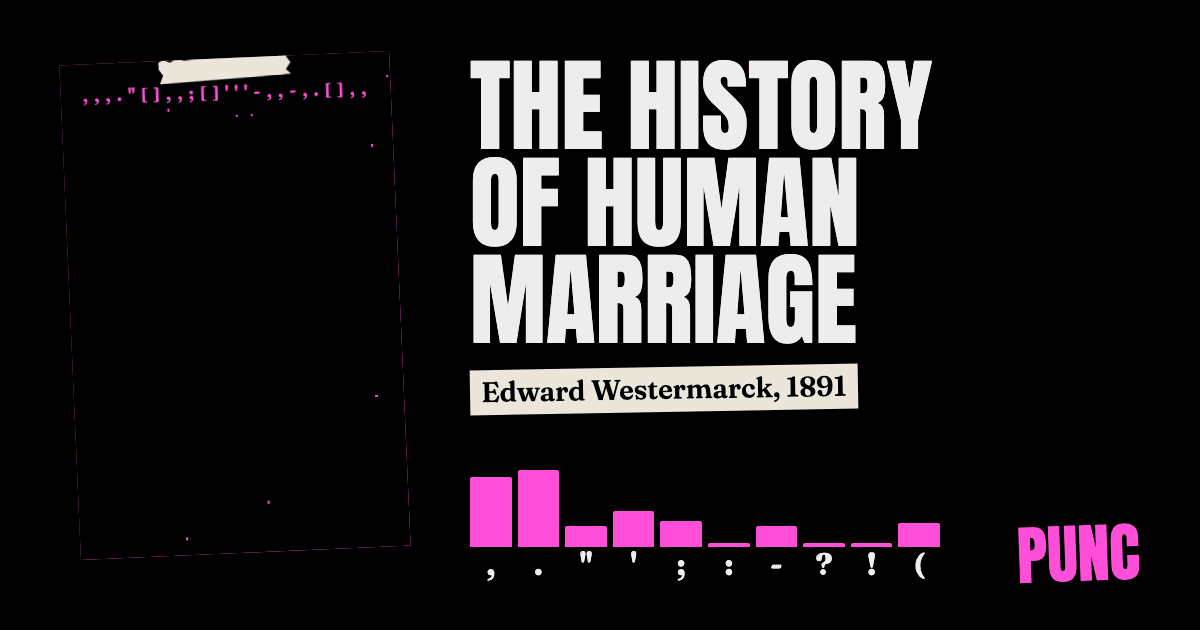 ,,,."[],,;[]'''-,,-,.[],,
THE HISTORY
OF HUMAN
MARRIAGE
Edward Westermarck, 1891
, . " ' ; : - ? ! (
PUNC